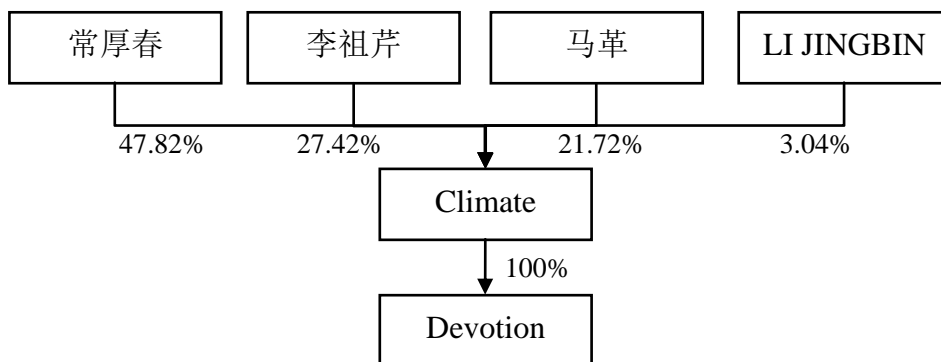 常厚春
李祖芹
马革
LI JINGBIN
47.82%
27.42%
21.72%
3.04%
Climate
100%
Devotion